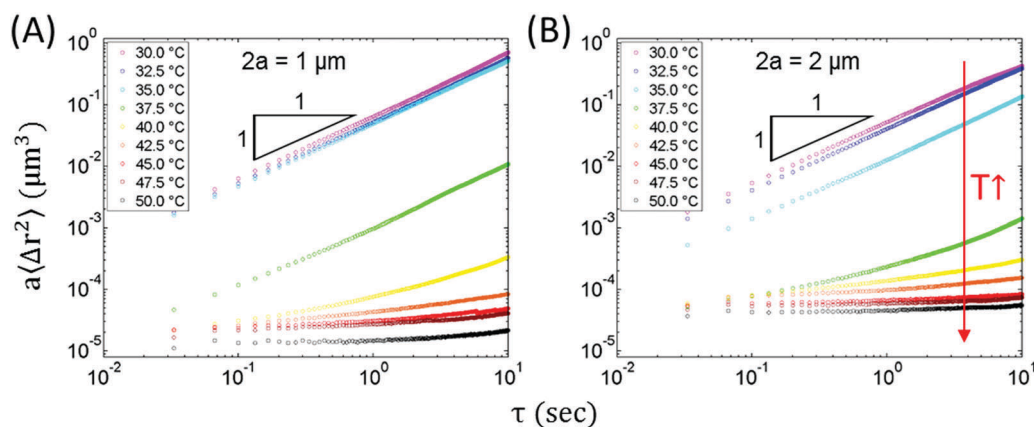 (A)
a⟨Δr²⟩ (μm³)
10⁰
10⁻¹
10⁻²
10⁻³
10⁻⁴
10⁻⁵
30.0 °C
32.5 °C
35.0 °C
37.5 °C
40.0 °C
42.5 °C
45.0 °C
47.5 °C
50.0 °C
2a = 1 μm
1
1
10⁻²
10⁻¹
10⁰
10¹
(B)
10⁰
10⁻¹
10⁻²
10⁻³
10⁻⁴
10⁻⁵
30.0 °C
32.5 °C
35.0 °C
37.5 °C
40.0 °C
42.5 °C
45.0 °C
47.5 °C
50.0 °C
2a = 2 μm
1
1
T↑
10⁻²
10⁻¹
10⁰
10¹
τ (sec)